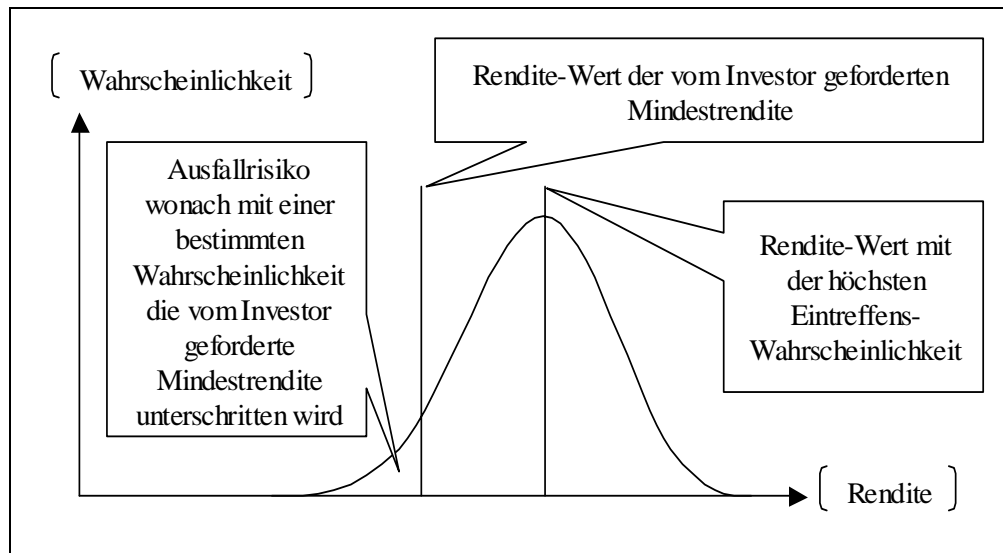 [ Wahrscheinlichkeit ]
Rendite-Wert der vom Investor geforderten
Mindestrendite
Ausfallrisiko
wonach mit einer
bestimmten
Wahrscheinlichkeit
die vom Investor
geforderte
Mindestrendite
unterschritten wird
Rendite-Wert mit
der höchsten
Eintreffens-
Wahrscheinlichkeit
[ Rendite ]